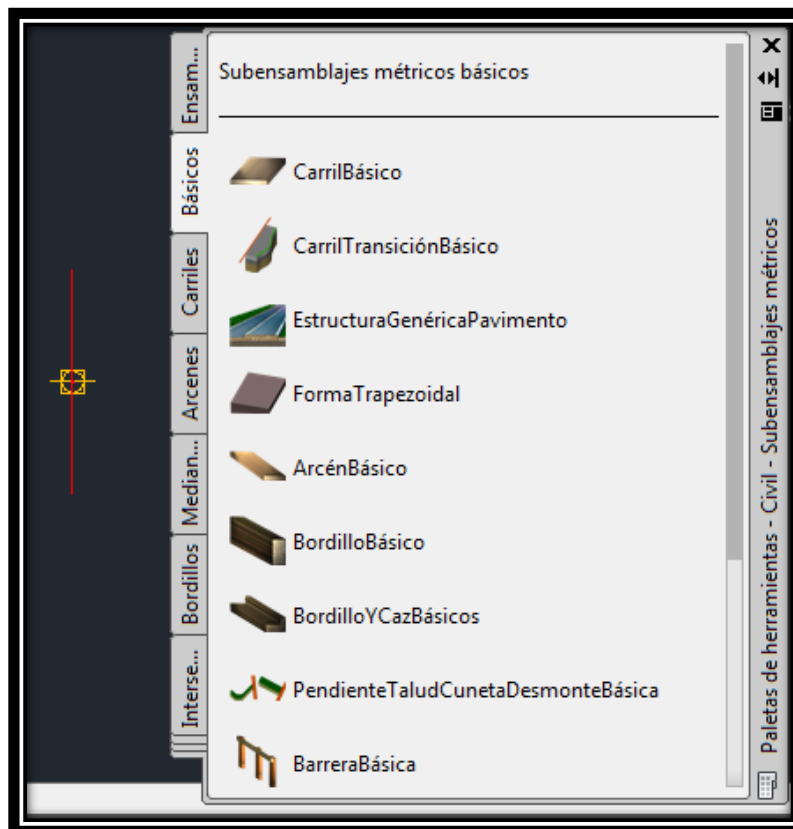 Ensam...
Básicos
Carriles
Arcenes
Median...
Bordillos
Interse...
Subensamblajes métricos básicos
CarrilBásico
CarrilTransiciónBásico
EstructuraGenéricaPavimento
FormaTrapezoidal
ArcénBásico
BordilloBásico
BordilloYCazBásicos
PendienteTaludCunetaDesmonteBásica
BarreraBásica
Paletas de herramientas - Civil - Subensamblajes métricos